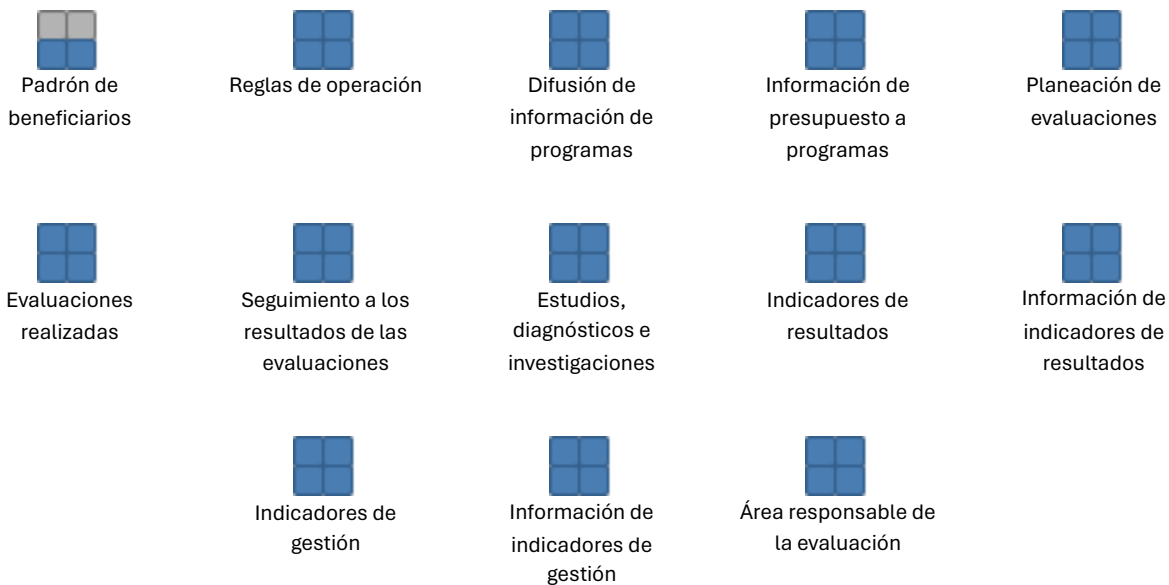 Padrón de
beneficiarios
Reglas de operación
Difusión de
información de
programas
Información de
presupuesto a
programas
Planeación de
evaluaciones
Evaluaciones
realizadas
Seguimiento a los
resultados de las
evaluaciones
Estudios,
diagnósticos e
investigaciones
Indicadores de
resultados
Información de
indicadores de
resultados
Indicadores de
gestión
Información de
indicadores de
gestión
Área responsable de
la evaluación